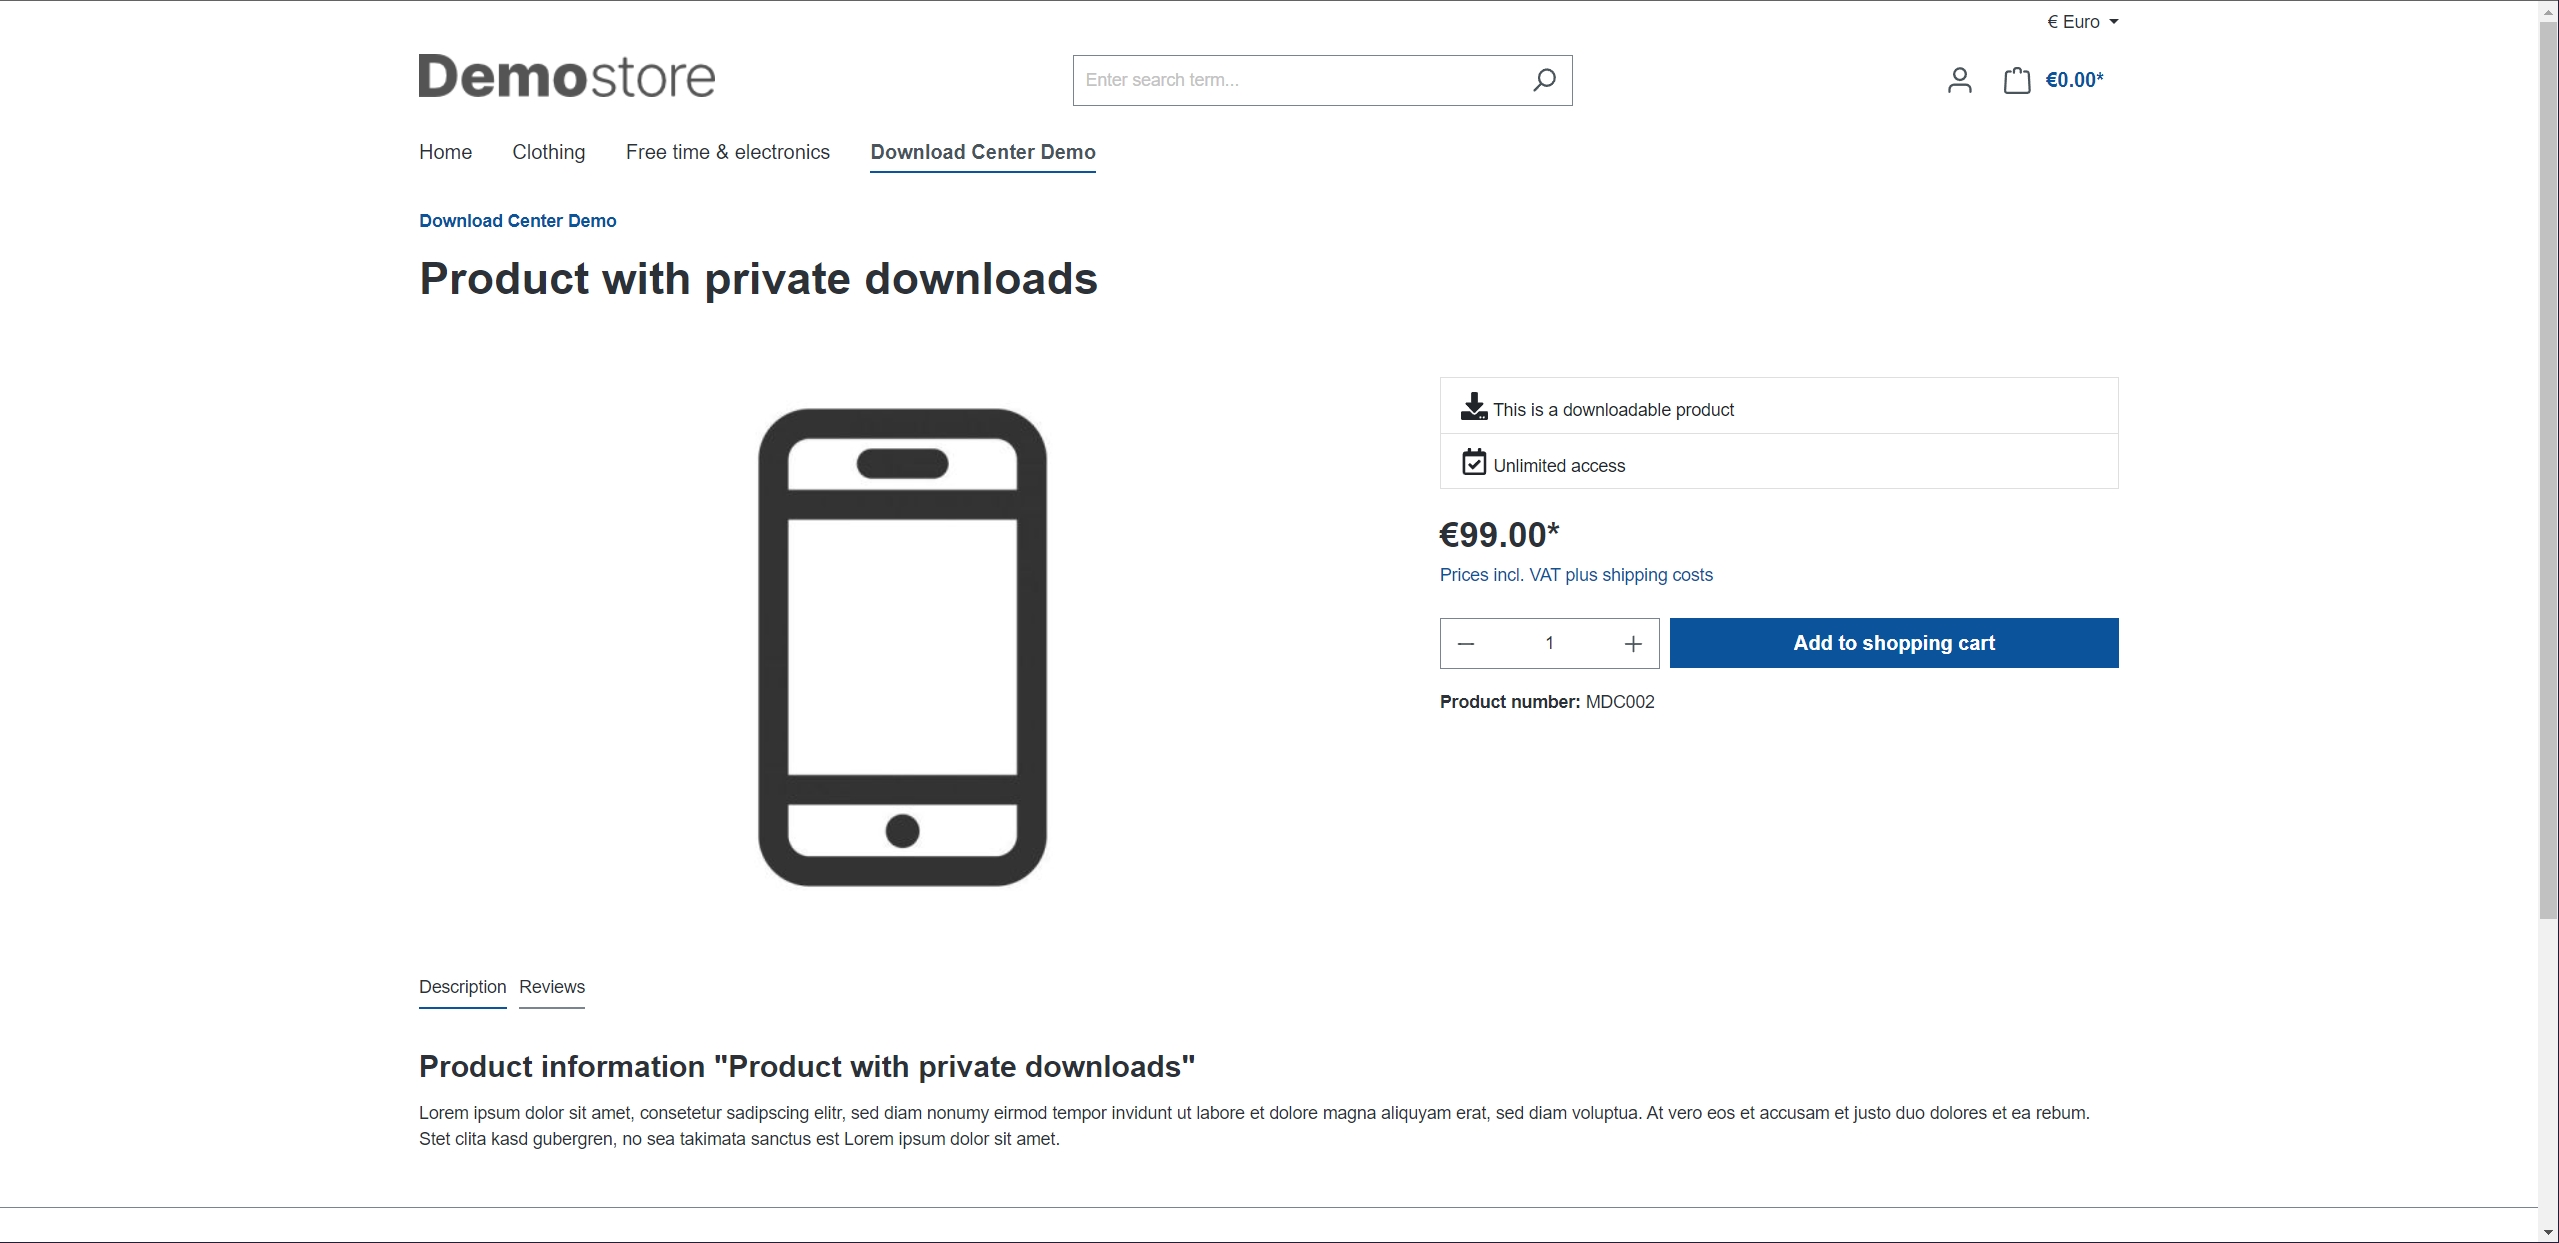 € Euro
Demostore
Enter search term...
€0.00*
Home Clothing Free time & electronics Download Center Demo
Download Center Demo
Product with private downloads
This is a downloadable product
Unlimited access
€99.00*
Prices incl. VAT plus shipping costs
1
Add to shopping cart
Product number: MDC002
Description Reviews
Product information "Product with private downloads"
Lorem ipsum dolor sit amet, consetetur sadipscing elitr, sed diam nonumy eirmod tempor invidunt ut labore et dolore magna aliquyam erat, sed diam voluptua. At vero eos et accusam et justo duo dolores et ea rebum.
Stet clita kasd gubergren, no sea takimata sanctus est Lorem ipsum dolor sit amet.